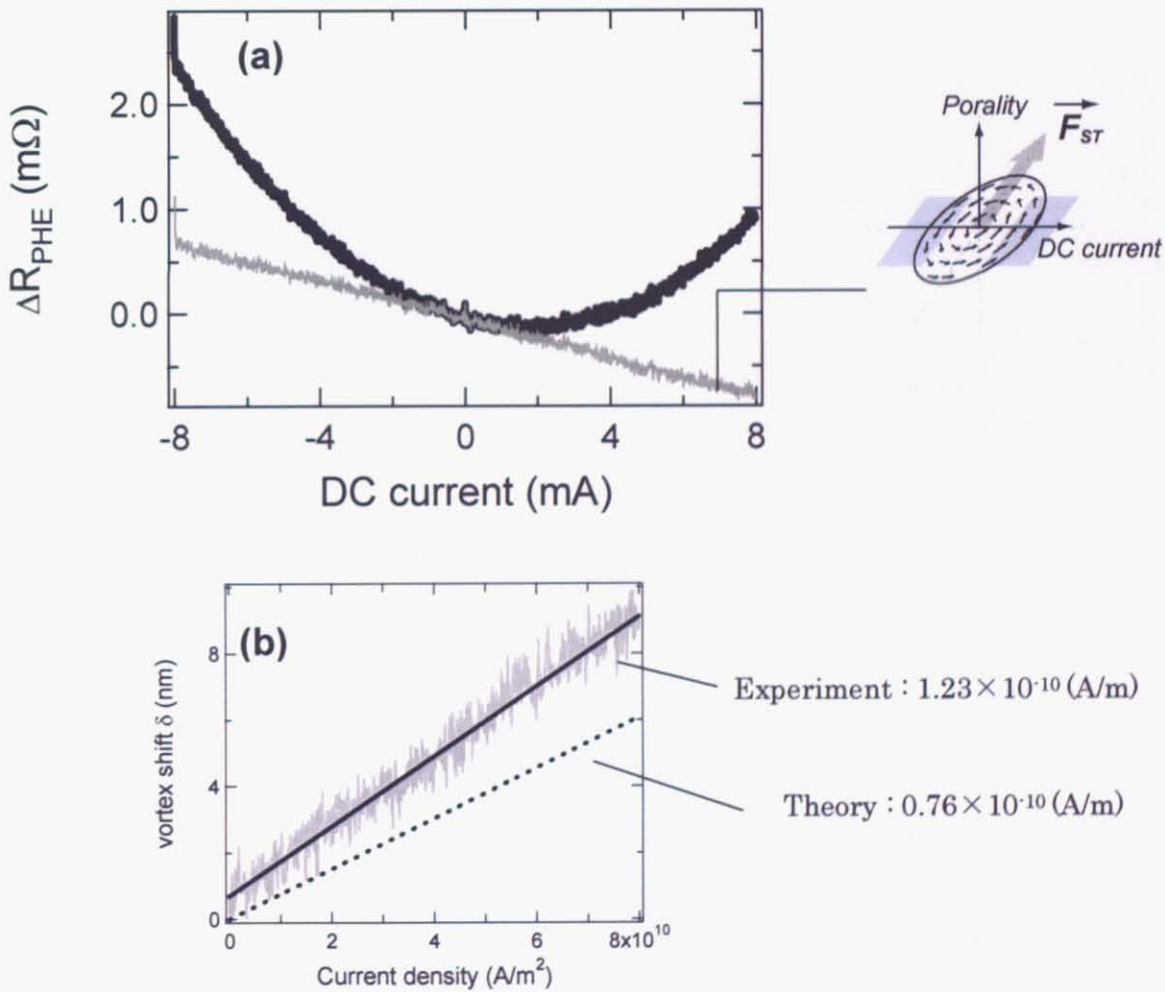 (a)
2.0
1.0
0.0
ΔR_PHE (mΩ)
-8 -4 0 4 8
DC current (mA)
Porality
F_ST
DC current
(b)
8
4
0
vortex shift δ (nm)
0 2 4 6 8x10^10
Current density (A/m^2)
Experiment : 1.23×10^-10 (A/m)
Theory : 0.76×10^-10 (A/m)